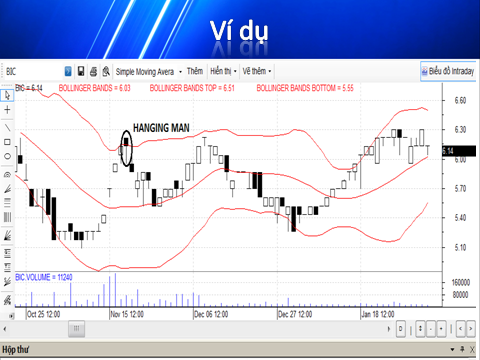 Ví dụ
BIC
Simple Moving Avera
Thêm
Hiển thị
Vẽ thêm
Biểu đồ Intraday
BIC = 6.14
BOLLINGER BANDS = 6.03
BOLLINGER BANDS TOP = 6.51
BOLLINGER BANDS BOTTOM = 5.55
HANGING MAN
6.60
6.30
6.14
6.00
5.70
5.40
5.10
BIC.VOLUME = 11240
160000
80000
Oct 25 12:00
Nov 15 12:00
Dec 06 12:00
Dec 27 12:00
Jan 18 12:00
D
Hộp thư